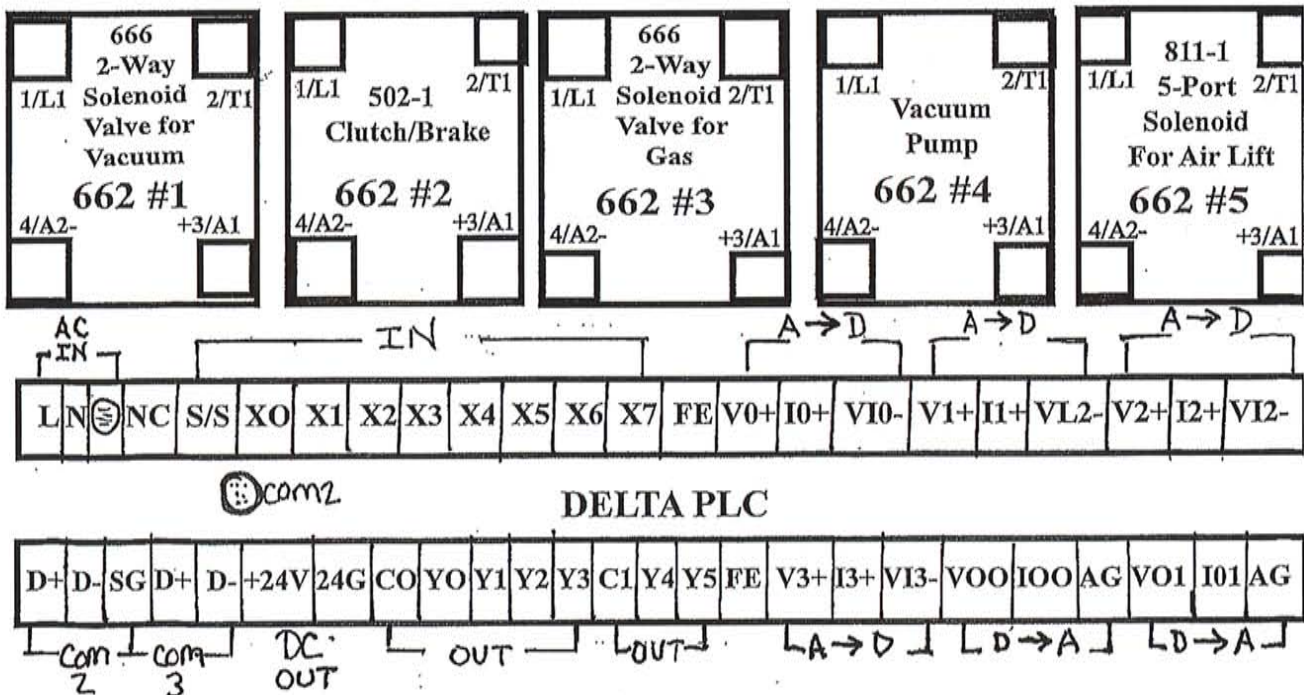 666
2-Way
1/L1 Solenoid 2/T1
Valve for
Vacuum
662 #1
4/A2- +3/A1
1/L1 2/T1
502-1
Clutch/Brake
662 #2
4/A2- +3/A1
666
2-Way
1/L1 Solenoid 2/T1
Valve for
Gas
662 #3
4/A2- +3/A1
1/L1 2/T1
Vacuum
Pump
662 #4
4/A2- +3/A1
811-1
1/L1 5-Port 2/T1
Solenoid
For Air Lift
662 #5
4/A2- +3/A1
AC
IN
IN
A→D A→D A→D
L N NC S/S XO X1 X2 X3 X4 X5 X6 X7 FE V0+ I0+ VI0- V1+ I1+ VL2- V2+ I2+ VI2-
com2
DELTA PLC
D+ D- SG D+ D- +24V 24G CO YO Y1 Y2 Y3 C1 Y4 Y5 FE V3+ I3+ VI3- VOO IOO AG VO1 I01 AG
Com
2
Com
3
DC
OUT
OUT OUT A→D D→A D→A